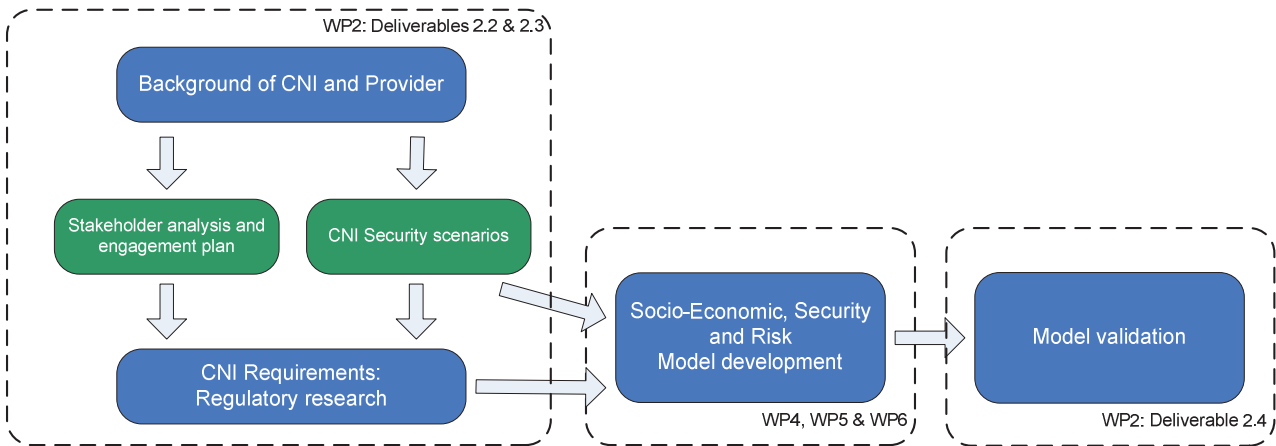 WP2: Deliverables 2.2 & 2.3
Background of CNI and Provider
Stakeholder analysis and
engagement plan
CNI Security scenarios
CNI Requirements:
Regulatory research
Socio-Economic, Security
and Risk
Model development
WP4, WP5 & WP6
Model validation
WP2: Deliverable 2.4